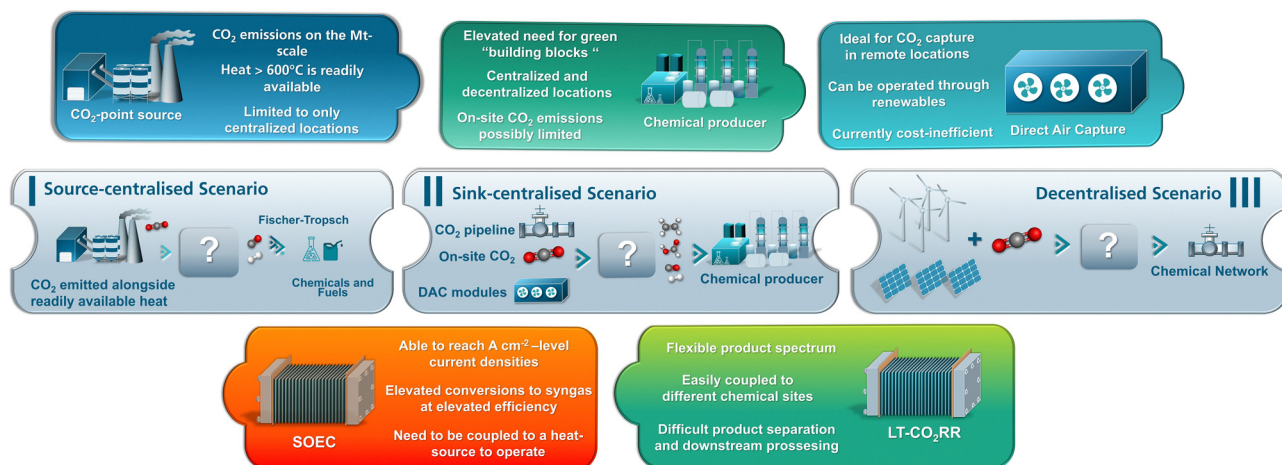 CO₂ emissions on the Mt-
scale
Heat > 600°C is readily
available
Limited to only
centralized locations
CO₂-point source
Elevated need for green
“building blocks “
Centralized and
decentralized locations
On-site CO₂ emissions
possibly limited
Chemical producer
Ideal for CO₂ capture
in remote locations
Can be operated through
renewables
Currently cost-inefficient
Direct Air Capture
I Source-centralised Scenario
Fischer-Tropsch
?
CO₂ emitted alongside
readily available heat
Chemicals and
Fuels
II Sink-centralised Scenario
CO₂ pipeline
On-site CO₂
DAC modules
?
Chemical producer
Decentralised Scenario III
+
?
Chemical Network
Able to reach A cm⁻² –level
current densities
Elevated conversions to syngas
at elevated efficiency
Need to be coupled to a heat-
source to operate
SOEC
Flexible product spectrum
Easily coupled to
different chemical sites
Difficult product separation
and downstream prossesing
LT-CO₂RR